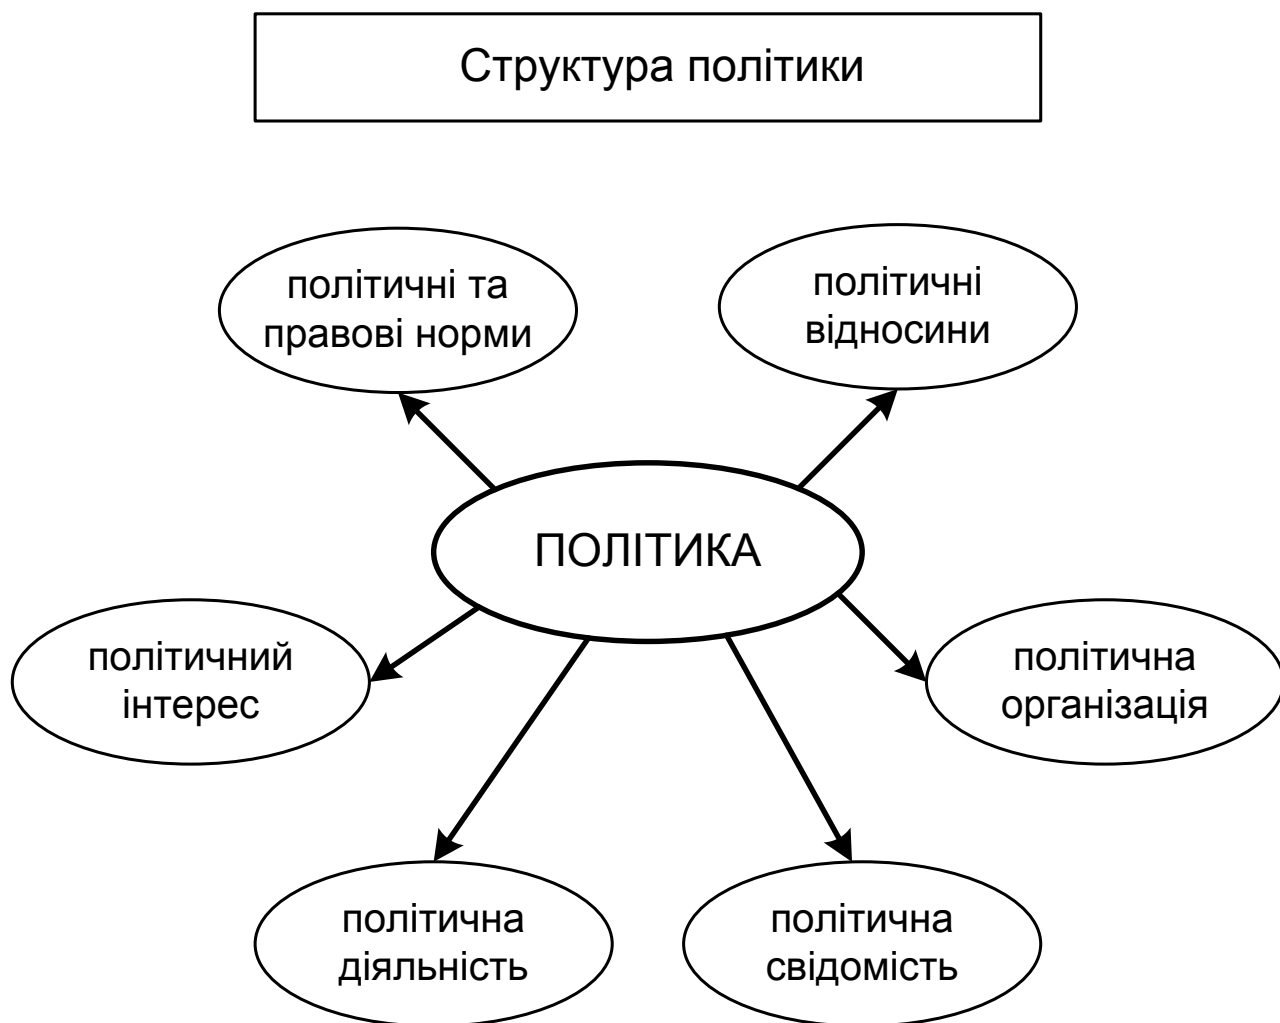 Структура політики
політичні та
правові норми
політичні
відносини
ПОЛІТИКА
політичний
інтерес
політична
організація
політична
діяльність
політична
свідомість